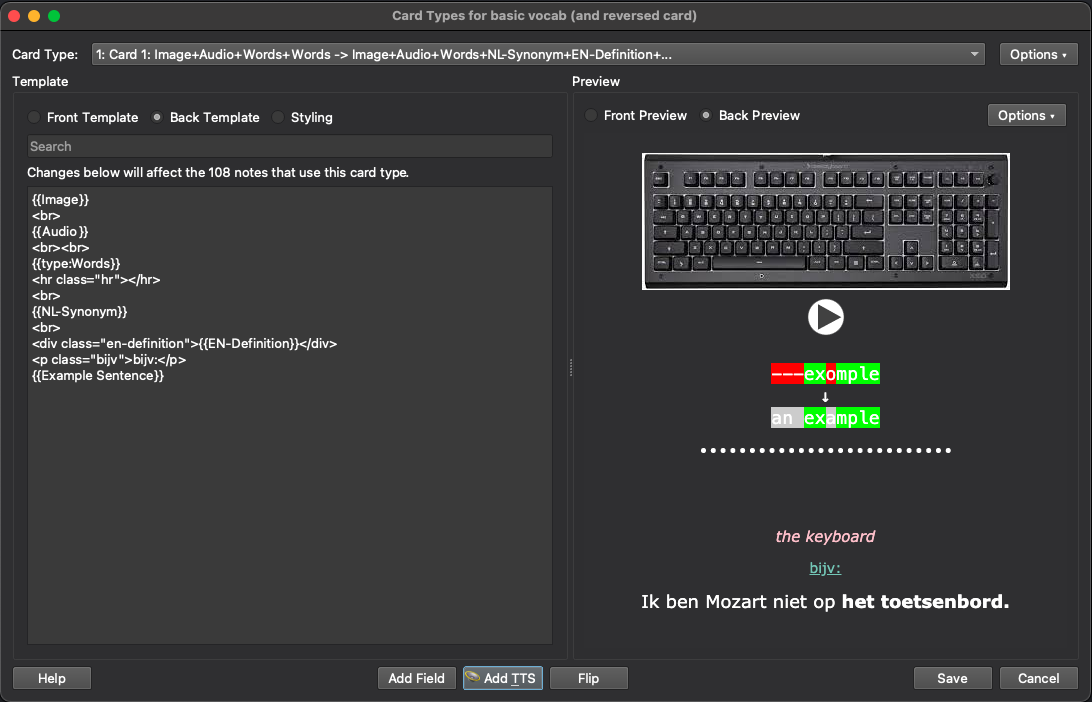 Card Types for basic vocab (and reversed card)
Card Type: 1: Card 1: Image+Audio+Words+Words -> Image+Audio+Words+NL-Synonym+EN-Definition+... Options
Template
Preview
Front Template Back Template Styling
Front Preview Back Preview Options
Search
Changes below will affect the 108 notes that use this card type.
{{Image}}
<br>
{{Audio}}
<br><br>
{{type:Words}}
<hr class="hr"></hr>
<br>
{{NL-Synonym}}
<br>
<div class="en-definition">{{EN-Definition}}</div>
<p class="bijv">bijv:</p>
{{Example Sentence}}
---exomple
↓
an example
the keyboard
bijv:
Ik ben Mozart niet op het toetsenbord.
Help Add Field Add TTS Flip Save Cancel